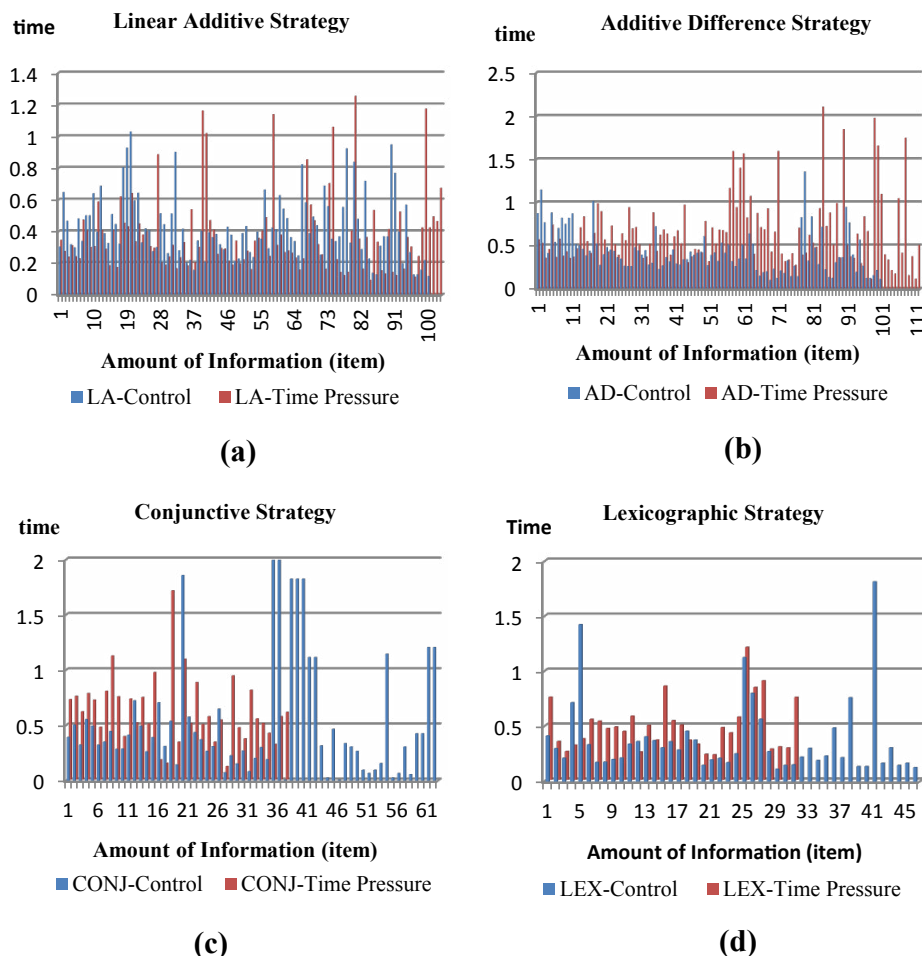 Linear Additive Strategy
time
1.4
1.2
1
0.8
0.6
0.4
0.2
0
1 10 19 28 37 46 55 64 73 82 91 100
Amount of Information (item)
LA-Control LA-Time Pressure
(a)
Additive Difference Strategy
time
2.5
2
1.5
1
0.5
0
1 11 21 31 41 51 61 71 81 91 101 111
Amount of Information (item)
AD-Control AD-Time Pressure
(b)
Conjunctive Strategy
time
2
1.5
1
0.5
0
1 6 11 16 21 26 31 36 41 46 51 56 61
Amount of Information (item)
CONJ-Control CONJ-Time Pressure
(c)
Lexicographic Strategy
Time
2
1.5
1
0.5
0
1 5 9 13 17 21 25 29 33 37 41 45
Amount of Information (item)
LEX-Control LEX-Time Pressure
(d)